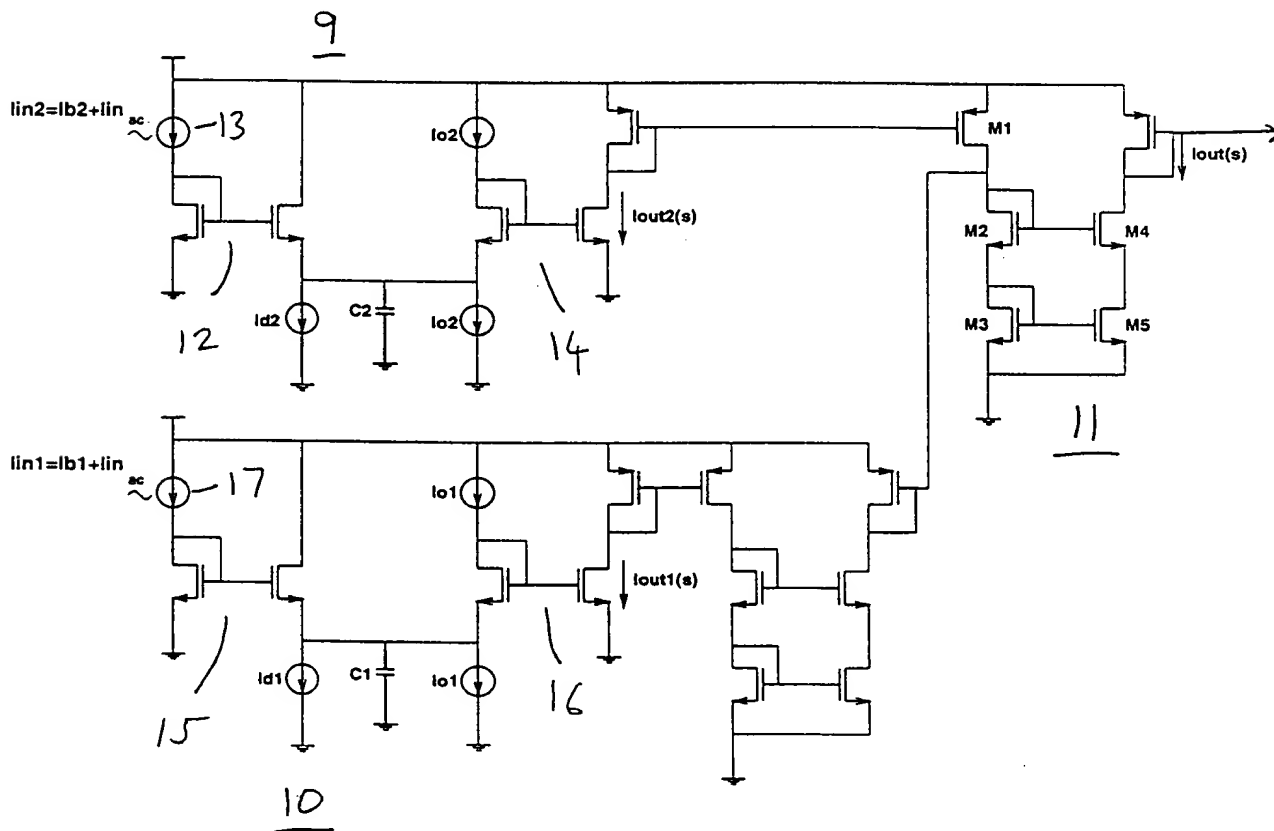 9
Iin2=Ib2+Iin
ac
~
13
Io2
M1
Iout(s)
Iout2(s)
M2
M4
Id2
C2
Io2
12
14
M3
M5
11
Iin1=Ib1+Iin
ac
~
17
Io1
Iout1(s)
Id1
C1
Io1
15
16
10